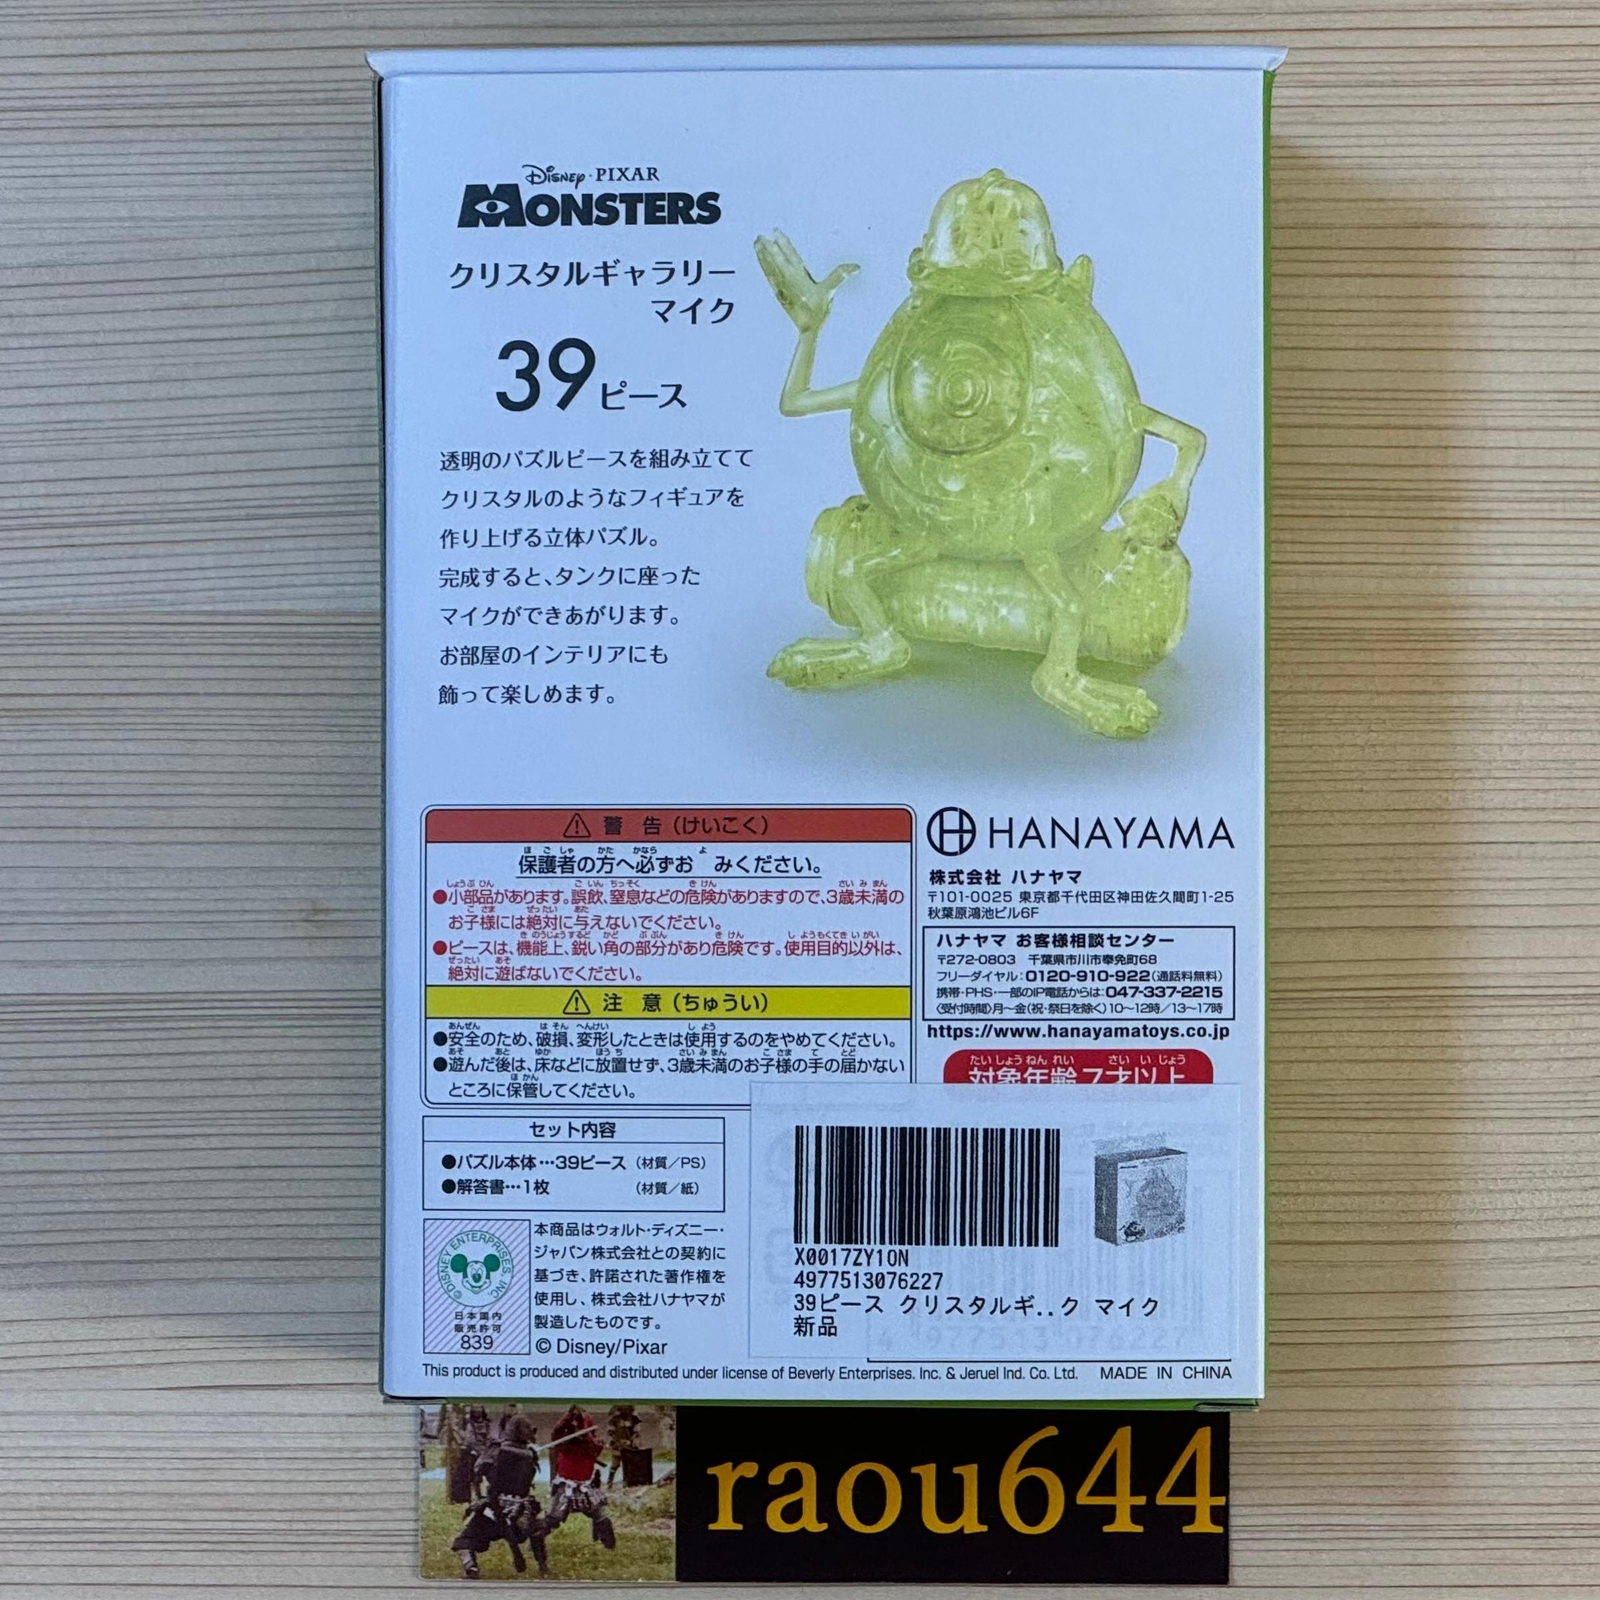 Disney・PIXAR
MONSTERS
クリスタルギャラリー
マイク
39ピース
透明のパズルピースを組み立てて
クリスタルのようなフィギュアを
作り上げる立体パズル。
完成すると、タンクに座った
マイクができあがります。
お部屋のインテリアにも
飾って楽しめます。
警 告（けいこく）
保護者の方へ必ずお読みください。
●小部品があります。誤飲、窒息などの危険がありますので、3歳未満の
お子様には絶対に与えないでください。
●ピースは、機能上、鋭い角の部分があり危険です。使用目的以外は、
絶対に遊ばないでください。
注 意（ちゅうい）
●安全のため、破損、変形したときは使用するのをやめてください。
●遊んだ後は、床などに放置せず、3歳未満のお子様の手の届かない
ところに保管してください。
HANAYAMA
株式会社 ハナヤマ
〒101-0025 東京都千代田区神田佐久間町1-25
秋葉原鴻池ビル6F
ハナヤマ お客様相談センター
〒272-0803 千葉県市川市奉免町68
フリーダイヤル：0120-910-922（通話料無料）
携帯・PHS・一部のIP電話からは：047-337-2215
〈受付時間〉月〜金（祝・祭日を除く）10〜12時／13〜17時
https://www.hanayamatoys.co.jp
たいしょうねんれい さいいじょう
対象年齢 7才以上
セット内容
●パズル本体…39ピース（材質／PS）
●解答書…1枚（材質／紙）
©DISNEY ENTERPRISES, INC
日本国内
販売許可
839
本商品はウォルト・ディズニー・
ジャパン株式会社との契約に
基づき、許諾された著作権を
使用し、株式会社ハナヤマが
製造したものです。
© Disney/Pixar
X0017ZY1ON
4977513076227
39ピース クリスタルギ..ク マイク
新品
This product is produced and distributed under license of Beverly Enterprises. Inc. & Jeruel Ind. Co. Ltd. MADE IN CHINA
raou644